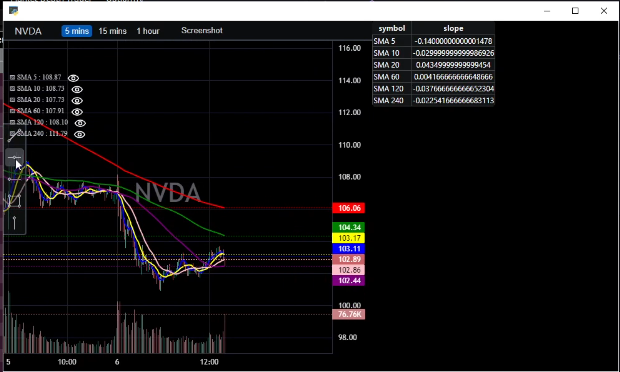 NVDA 5 mins 15 mins 1 hour Screenshot
symbol slope
SMA 5 -0.14000000000001478
SMA 10 -0.029999999999986926
SMA 20 0.04349999999999454
SMA 60 0.004166666666648666
SMA 120 -0.037666666666652304
SMA 240 -0.022541666666683113
SMA 5 : 108.87
SMA 10 : 108.73
SMA 20 : 107.73
SMA 60 : 107.91
SMA 120 : 108.10
SMA 240 : 111.79
NVDA
116.00
114.00
112.00
110.00
108.00
106.06
104.34
103.17
103.11
102.89
102.86
102.44
100.00
76.76K
98.00
5 10:00 6 12:00